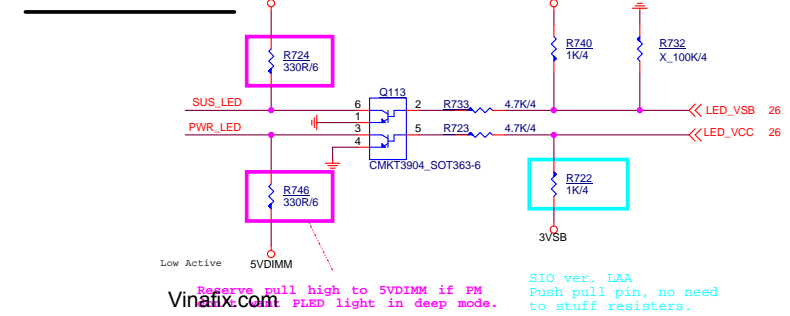 R724
330R/6
R740
1K/4
R732
X_100K/4
SUS_LED
6
Q113
2
R733
4.7K/4
LED_VSB 26
1
PWR_LED
3
5
R723
4.7K/4
LED_VCC 26
4
CMKT3904_SOT363-6
R746
330R/6
R722
1K/4
3VSB
Low Active
5VDIMM
Reserve pull high to 5VDIMM if PM
want PLED light in deep mode.
Vinafix.com
SIO ver. LAA
Push pull pin, no need
to stuff resisters.